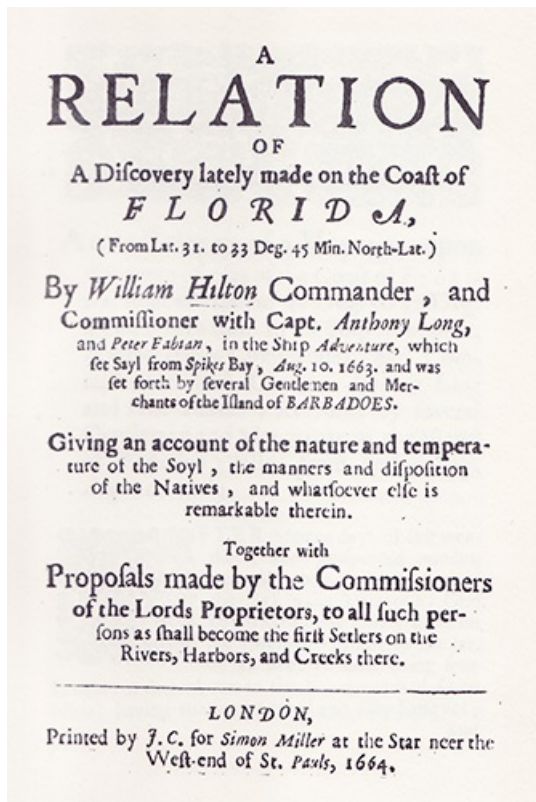 A
RELATION
OF
A Diſcovery lately made on the Coaſt of
FLORIDA,
( From Lat. 31. to 33 Deg. 45 Min. North-Lat. )
By William Hilton Commander , and
Commiſſioner with Capt. Anthony Long,
and Peter Fabian , in the Ship Adventure, which
ſet Sayl from Spikes Bay , Aug. 10. 1663. and was
ſet forth by ſeveral Gentlemen and Mer-
chants of the Iſland of BARBADOES.
Giving an account of the nature and tempera-
ture of the Soyl , the manners and diſpoſition
of the Natives , and whatſoever elſe is
remarkable therein.
Together with
Propoſals made by the Commiſſioners
of the Lords Proprietors, to all ſuch per-
ſons as ſhall become the firſt Setlers on the
Rivers, Harbors, and Creeks there.
LONDON,
Printed by J. C. for Simon Miller at the Star neer the
Weſt-end of St. Pauls, 1664.